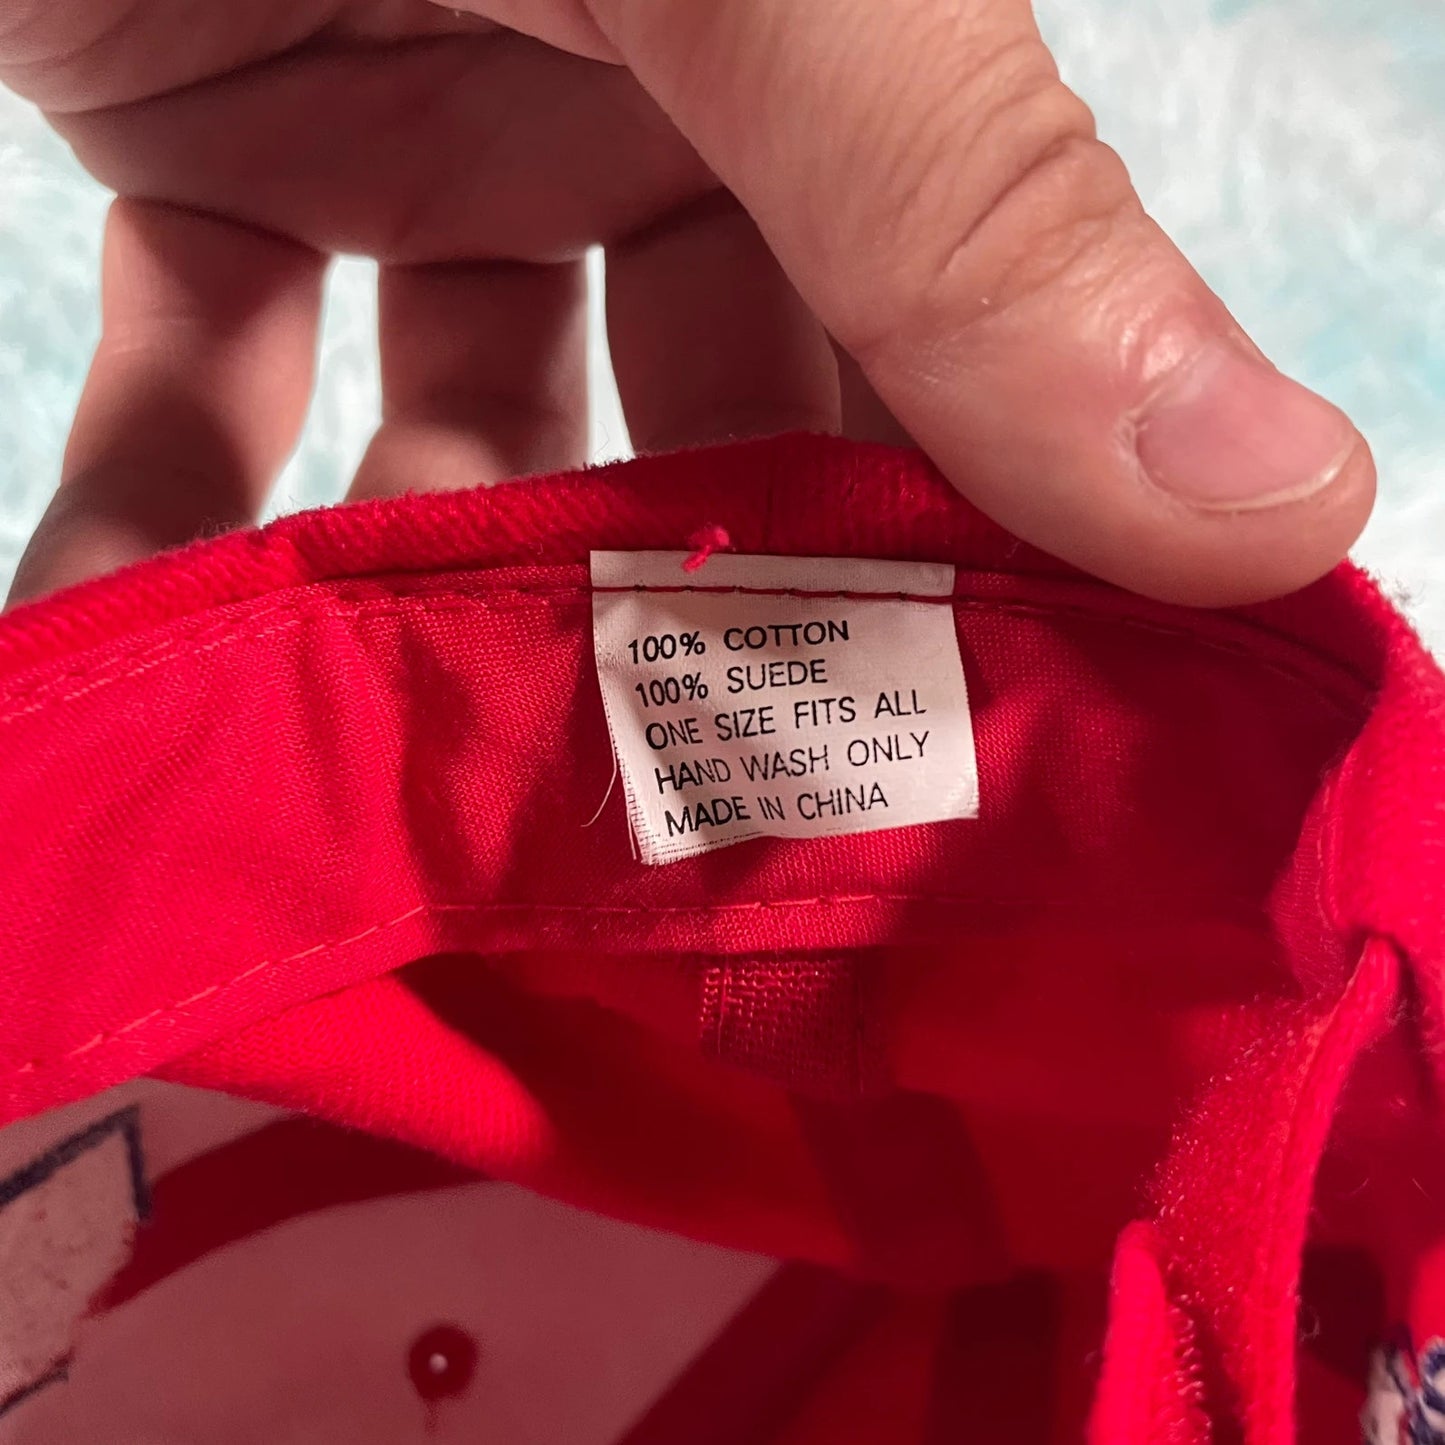 100% COTTON
100% SUEDE
ONE SIZE FITS ALL
HAND WASH ONLY
MADE IN CHINA